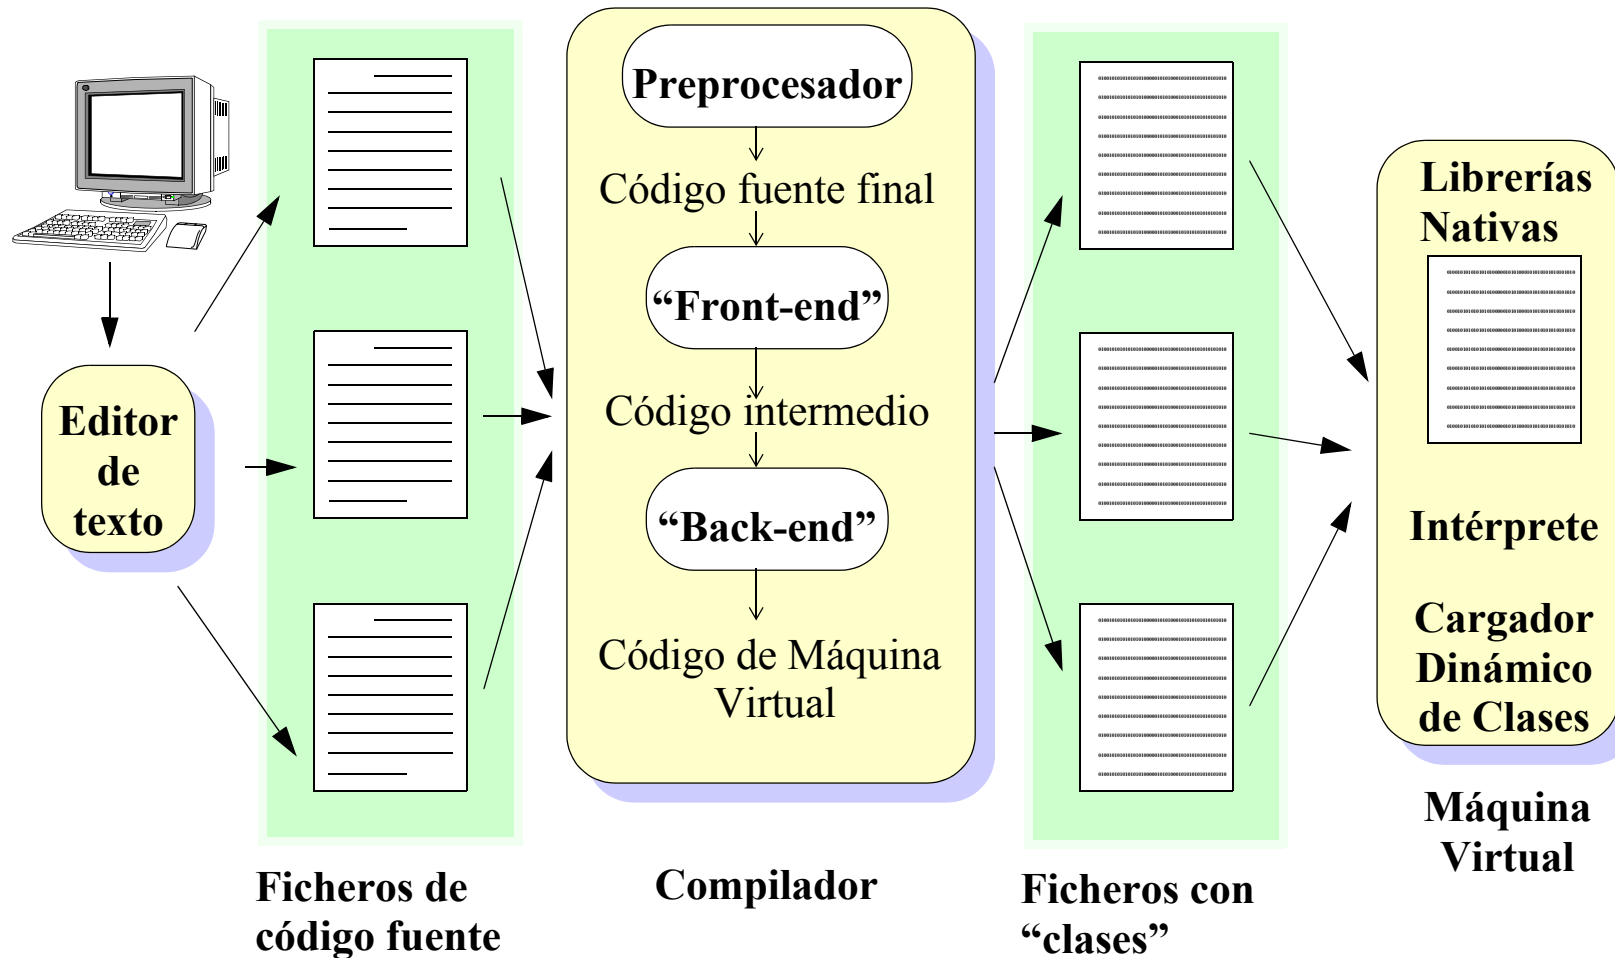 Editor
de
texto
Ficheros de
código fuente
Preprocesador
Código fuente final
“Front-end”
Código intermedio
“Back-end”
Código de Máquina
Virtual
Compilador
Ficheros con
“clases”
Librerías
Nativas
Intérprete
Cargador
Dinámico
de Clases
Máquina
Virtual